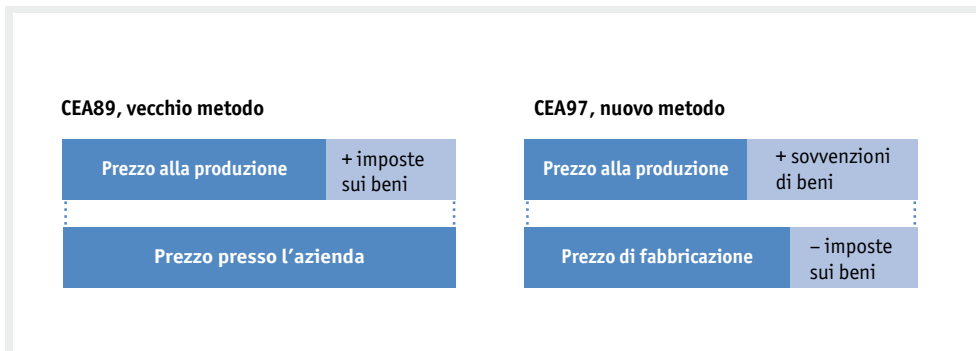 CEA89, vecchio metodo
Prezzo alla produzione
+ imposte
sui beni
Prezzo presso l'azienda
CEA97, nuovo metodo
Prezzo alla produzione
+ sovvenzioni
di beni
Prezzo di fabbricazione
– imposte
sui beni